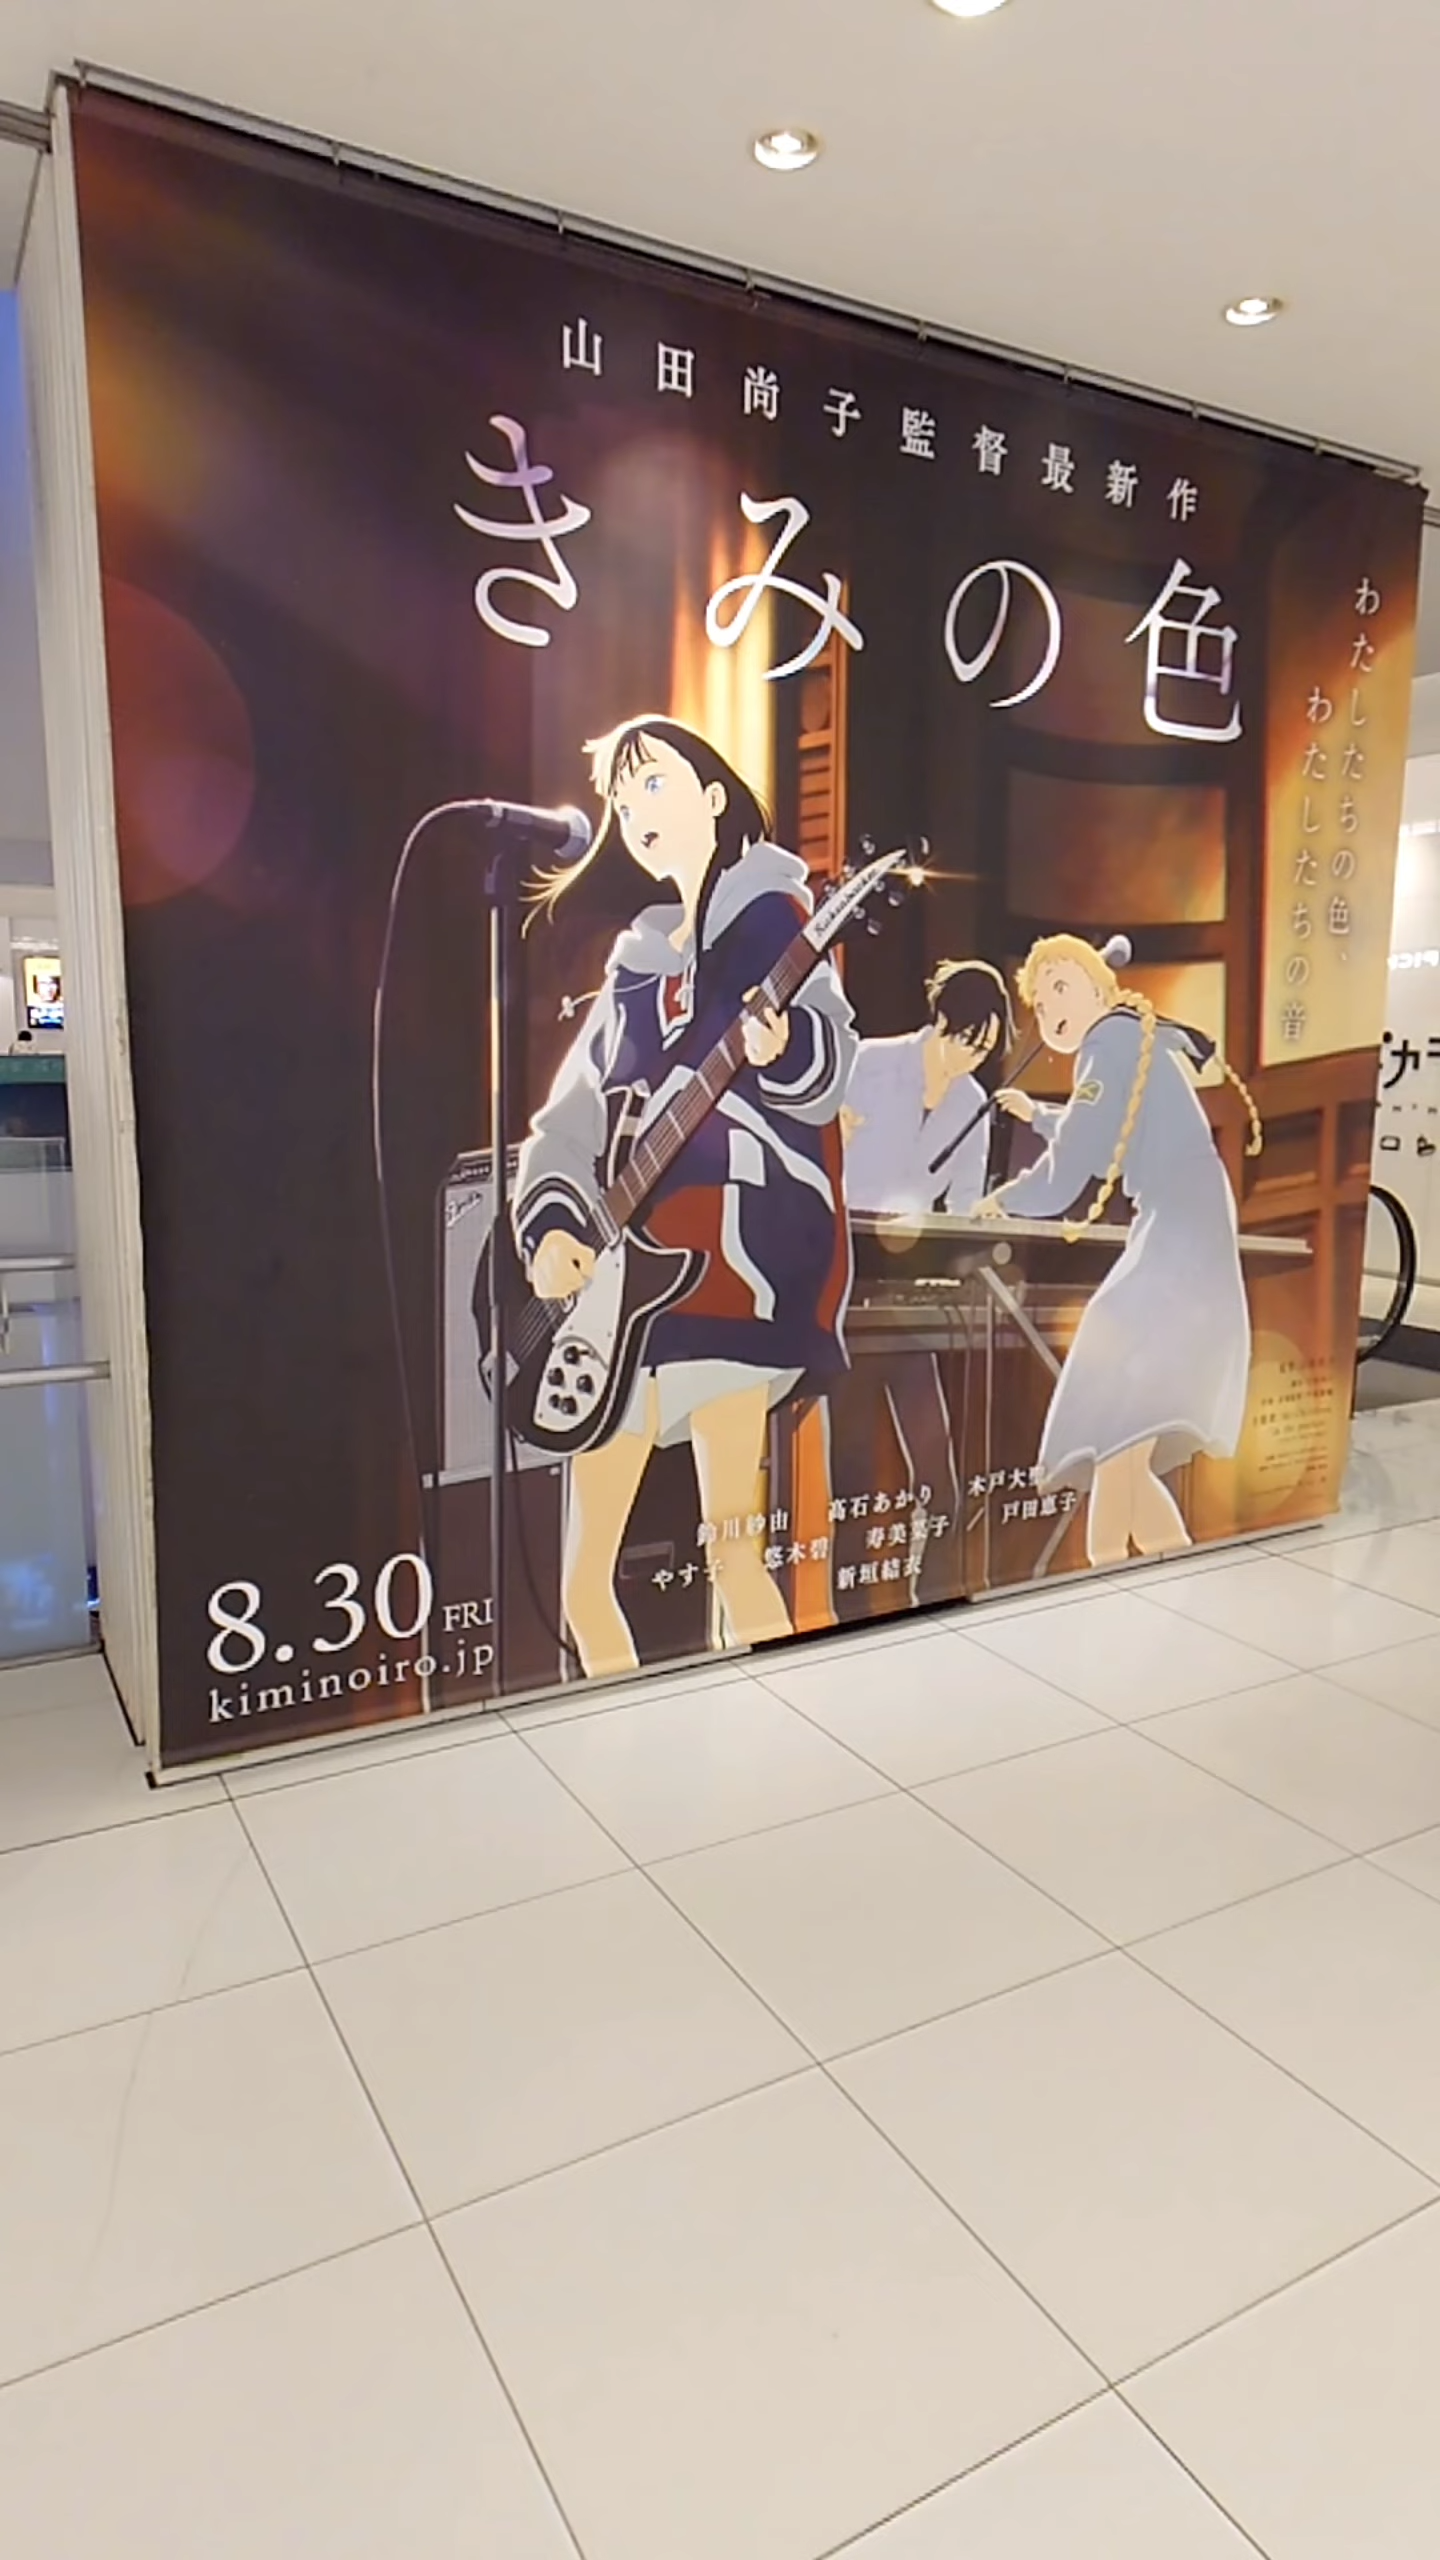 山田尚子監督最新作
きみの色
わたしたちの色、
わたしたちの音
鈴川紗由 髙石あかり 木戸大聖
やす子 悠木碧 寿美菜子 / 戸田恵子
新垣結衣
8.30 FRI
kiminoiro.jp